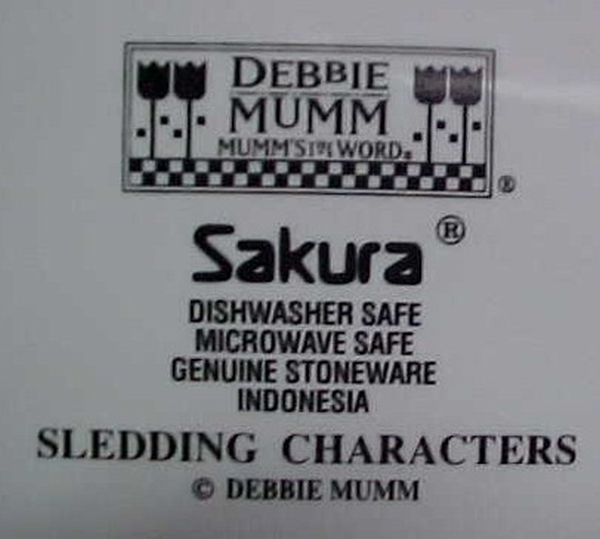 DEBBIE
MUMM
MUMM'S THE WORD®
®
Sakura®
DISHWASHER SAFE
MICROWAVE SAFE
GENUINE STONEWARE
INDONESIA
SLEDDING CHARACTERS
© DEBBIE MUMM